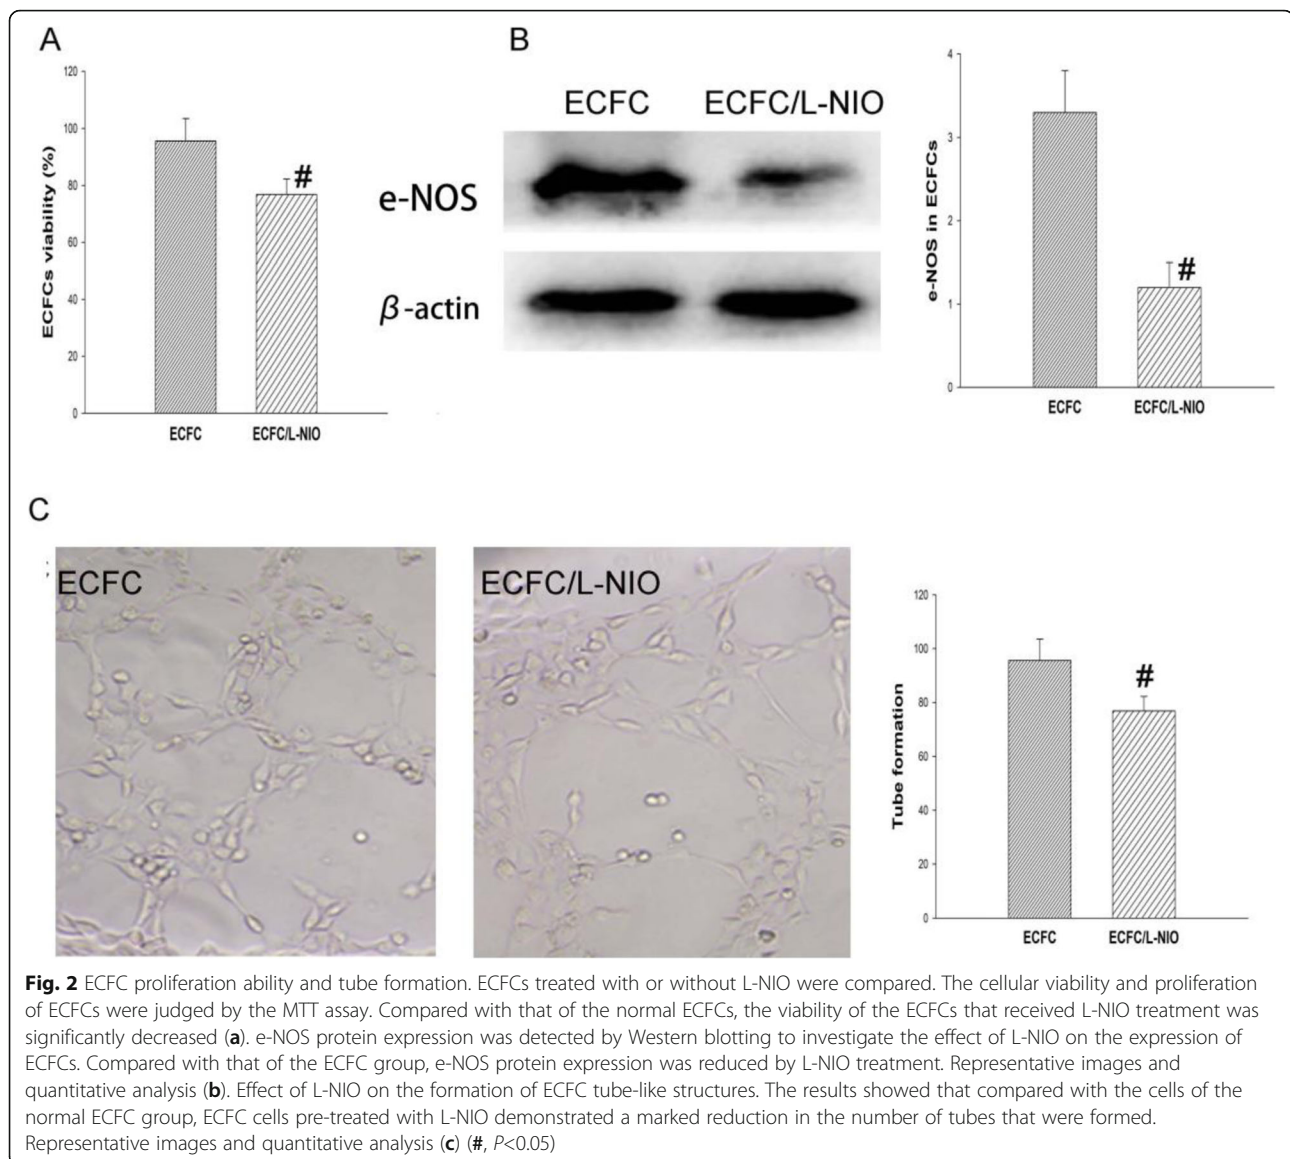 A
120
100
80
60
40
20
0
ECFCs viability (%)
#
ECFC
ECFC/L-NIO
B
ECFC
ECFC/L-NIO
e-NOS
β-actin
4
3
2
1
0
e-NOS in ECFCs
#
ECFC
ECFC/L-NIO
C
ECFC
ECFC/L-NIO
120
100
80
60
40
20
0
Tube formation
#
ECFC
ECFC/L-NIO
Fig. 2 ECFC proliferation ability and tube formation. ECFCs treated with or without L-NIO were compared. The cellular viability and proliferation
of ECFCs were judged by the MTT assay. Compared with that of the normal ECFCs, the viability of the ECFCs that received L-NIO treatment was
significantly decreased (a). e-NOS protein expression was detected by Western blotting to investigate the effect of L-NIO on the expression of
ECFCs. Compared with that of the ECFC group, e-NOS protein expression was reduced by L-NIO treatment. Representative images and
quantitative analysis (b). Effect of L-NIO on the formation of ECFC tube-like structures. The results showed that compared with the cells of the
normal ECFC group, ECFC cells pre-treated with L-NIO demonstrated a marked reduction in the number of tubes that were formed.
Representative images and quantitative analysis (c) (#, P<0.05)